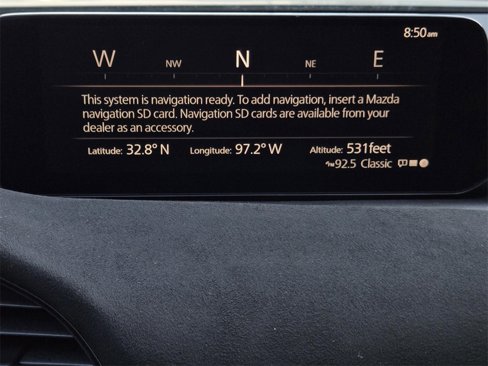 8:50am
W NW N NE E
This system is navigation ready. To add navigation, insert a Mazda
navigation SD card. Navigation SD cards are available from your
dealer as an accessory.
Latitude: 32.8° N Longitude: 97.2° W Altitude: 531feet
FM 92.5 Classic